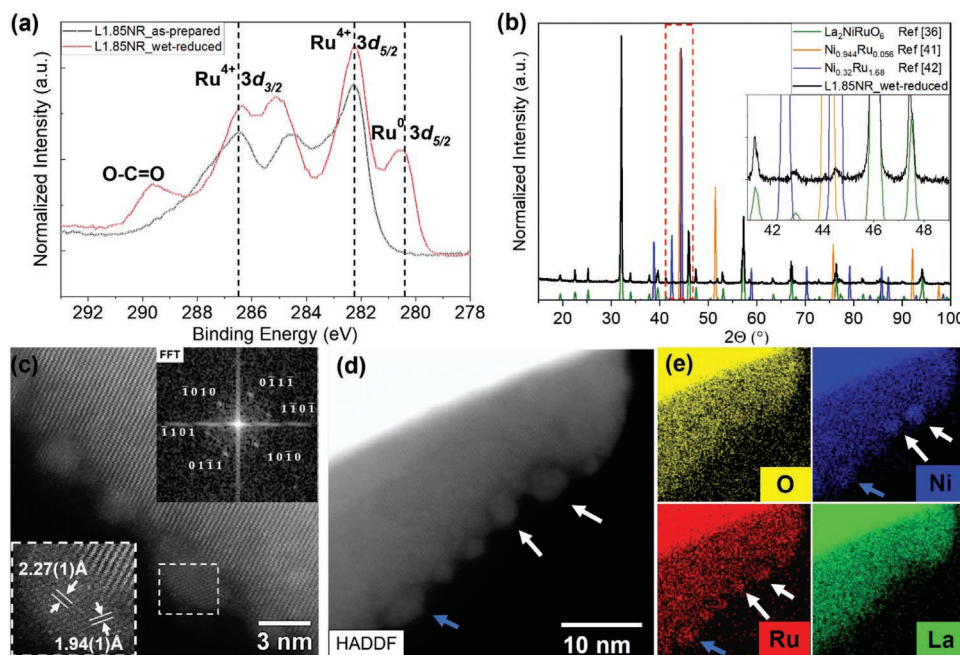 (a)
L1.85NR_as-prepared
L1.85NR_wet-reduced
Ru4+ 3d5/2
Ru4+
3d3/2
Ru0 3d5/2
O-C=O
Normalized Intensity (a.u.)
292 290 288 286 284 282 280 278
Binding Energy (eV)
(b)
La2NiRuO6 Ref [36]
Ni0.944Ru0.056 Ref [41]
Ni0.32Ru1.68 Ref [42]
L1.85NR_wet-reduced
42 44 46 48
Normalized Intensity (a.u.)
20 30 40 50 60 70 80 90 100
2Θ (°)
(c)
FFT
1̅010
011̅1̅
1̅101
11̅01̅
01̅1̅1
101̅0
2.27(1)Å
1.94(1)Å
3 nm
(d)
HADDF
10 nm
(e)
O
Ni
Ru
La